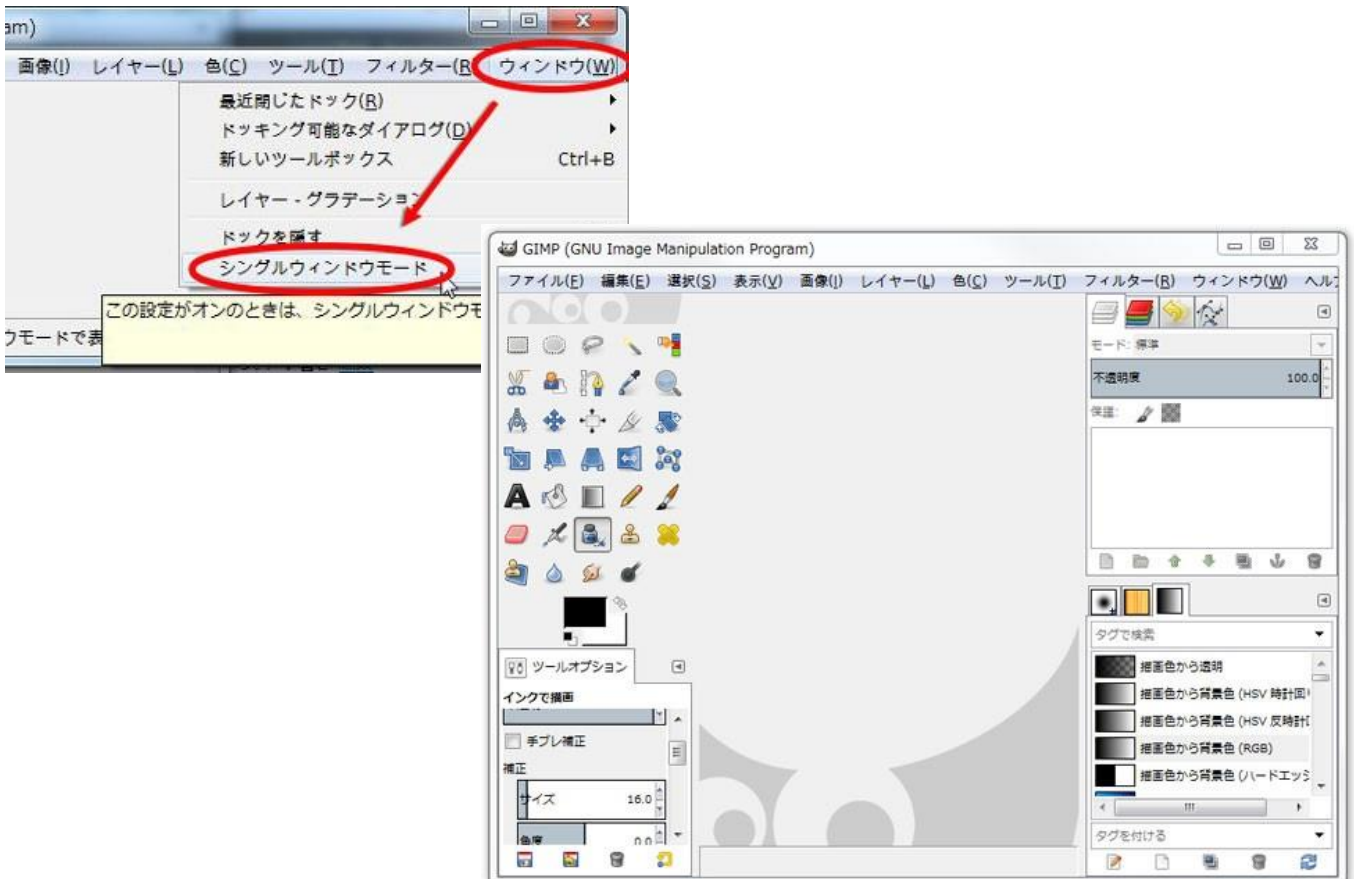 am)
画像(I) レイヤー(L) 色(C) ツール(T) フィルター(R ウィンドウ(W)
最近閉じたドック(R)
ドッキング可能なダイアログ(D)
新しいツールボックス Ctrl+B
レイヤー - グラデーション
ドックを隠す
シングルウィンドウモード
この設定がオンのときは、シングルウィンドウモ
ウモードで表
GIMP (GNU Image Manipulation Program)
ファイル(F) 編集(E) 選択(S) 表示(V) 画像(I) レイヤー(L) 色(C) ツール(T) フィルター(R) ウィンドウ(W) ヘル
モード: 標準
不透明度 100.0
保護:
タグで検索
描画色から透明
描画色から背景色 (HSV 時計回り
描画色から背景色 (HSV 反時計
描画色から背景色 (RGB)
描画色から背景色 (ハードエッジ
タグを付ける
ツールオプション
インクで描画
手ブレ補正
補正
サイズ 16.0
角度 0.0